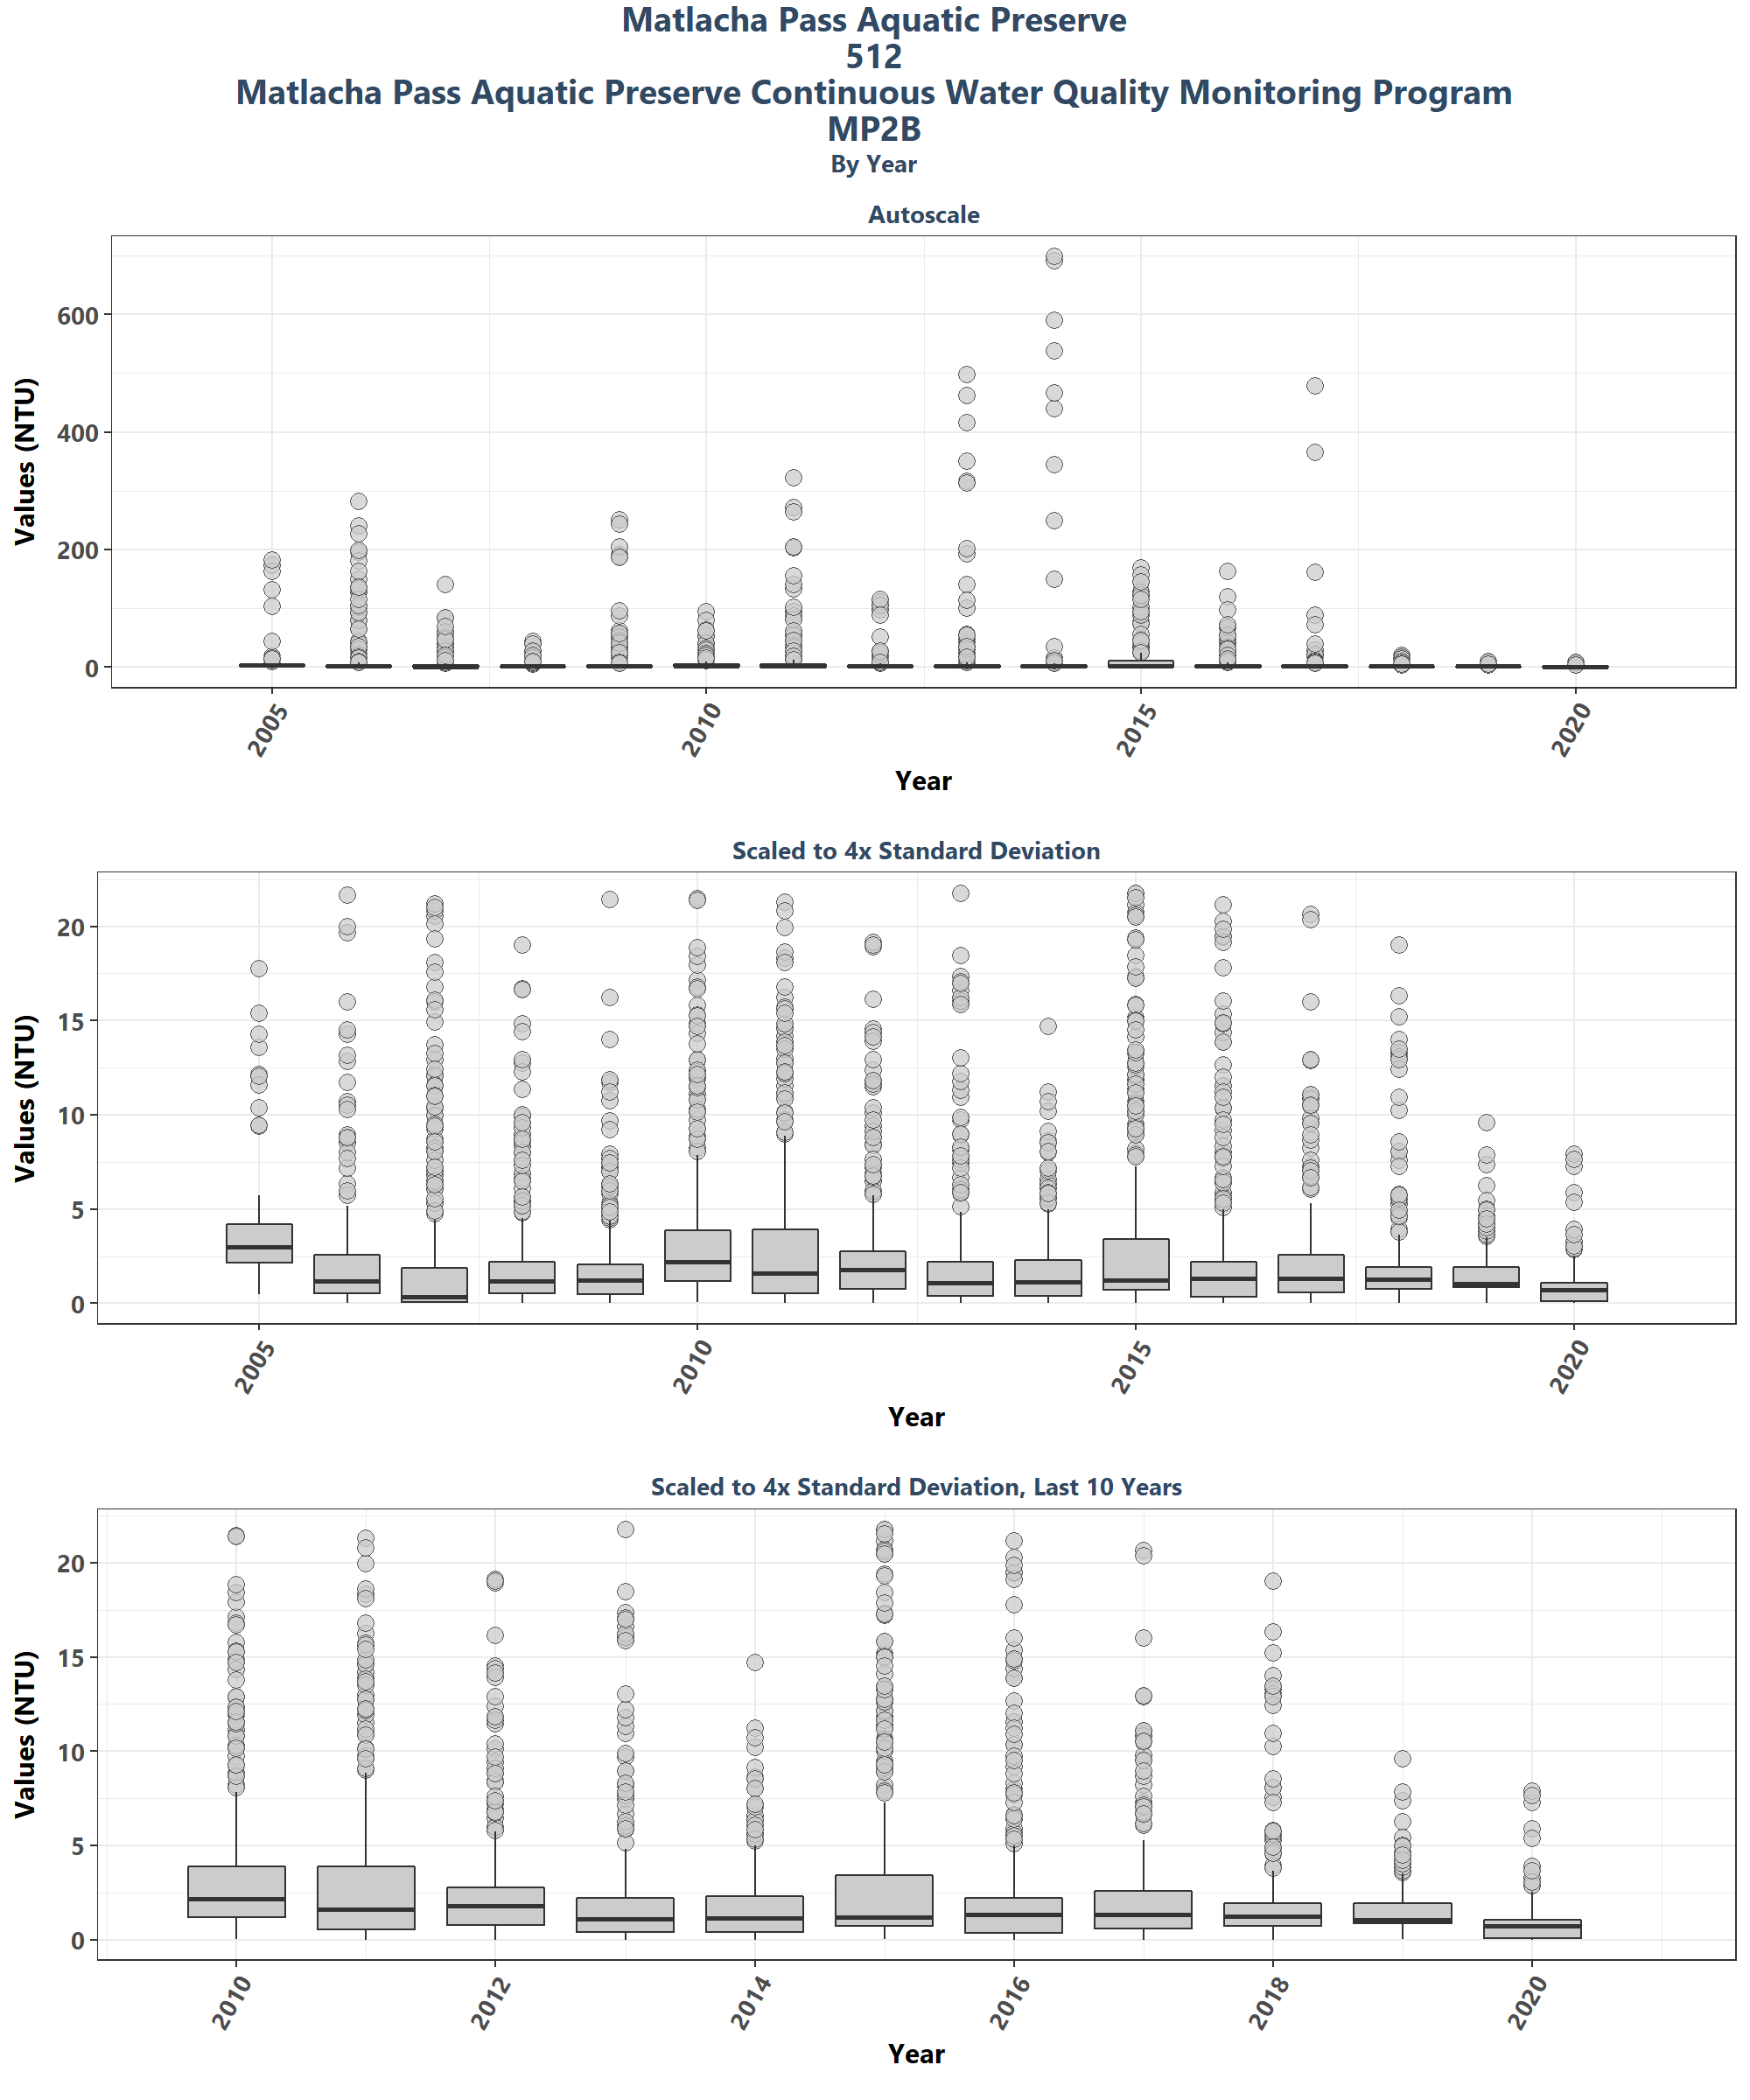 Matlacha Pass Aquatic Preserve
512
Matlacha Pass Aquatic Preserve Continuous Water Quality Monitoring Program
MP2B
By Year
Autoscale
Values (NTU)
600
400
200
0
2005
2010
2015
2020
Year
Scaled to 4x Standard Deviation
Values (NTU)
20
15
10
5
0
2005
2010
2015
2020
Year
Scaled to 4x Standard Deviation, Last 10 Years
Values (NTU)
20
15
10
5
0
2010
2012
2014
2016
2018
2020
Year